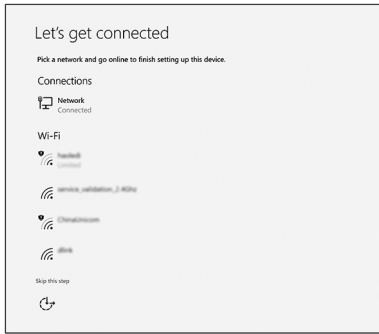 Let's get connected
Pick a network and go online to finish setting up this device.
Connections
Network
Connected
Wi-Fi
Limited
service_validation_2.4Ghz
ChinaUnicom
dlink
Skip this step